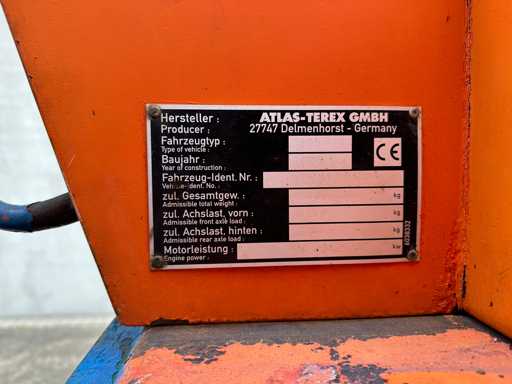 Hersteller : ATLAS-TEREX GMBH
Producer : 27747 Delmenhorst - Germany
Fahrzeugtyp :
Type of vehicle :
Baujahr : CE
Year of construction :
Fahrzeug-Ident. Nr. :
Vehicle-Ident. No. :
zul. Gesamtgew. : kg
Admissible total weight :
zul. Achslast, vorn : kg
Admissible front axle load :
zul. Achslast, hinten : kg
Admissible rear axle load :
Motorleistung : kw
Engine power :
6038332